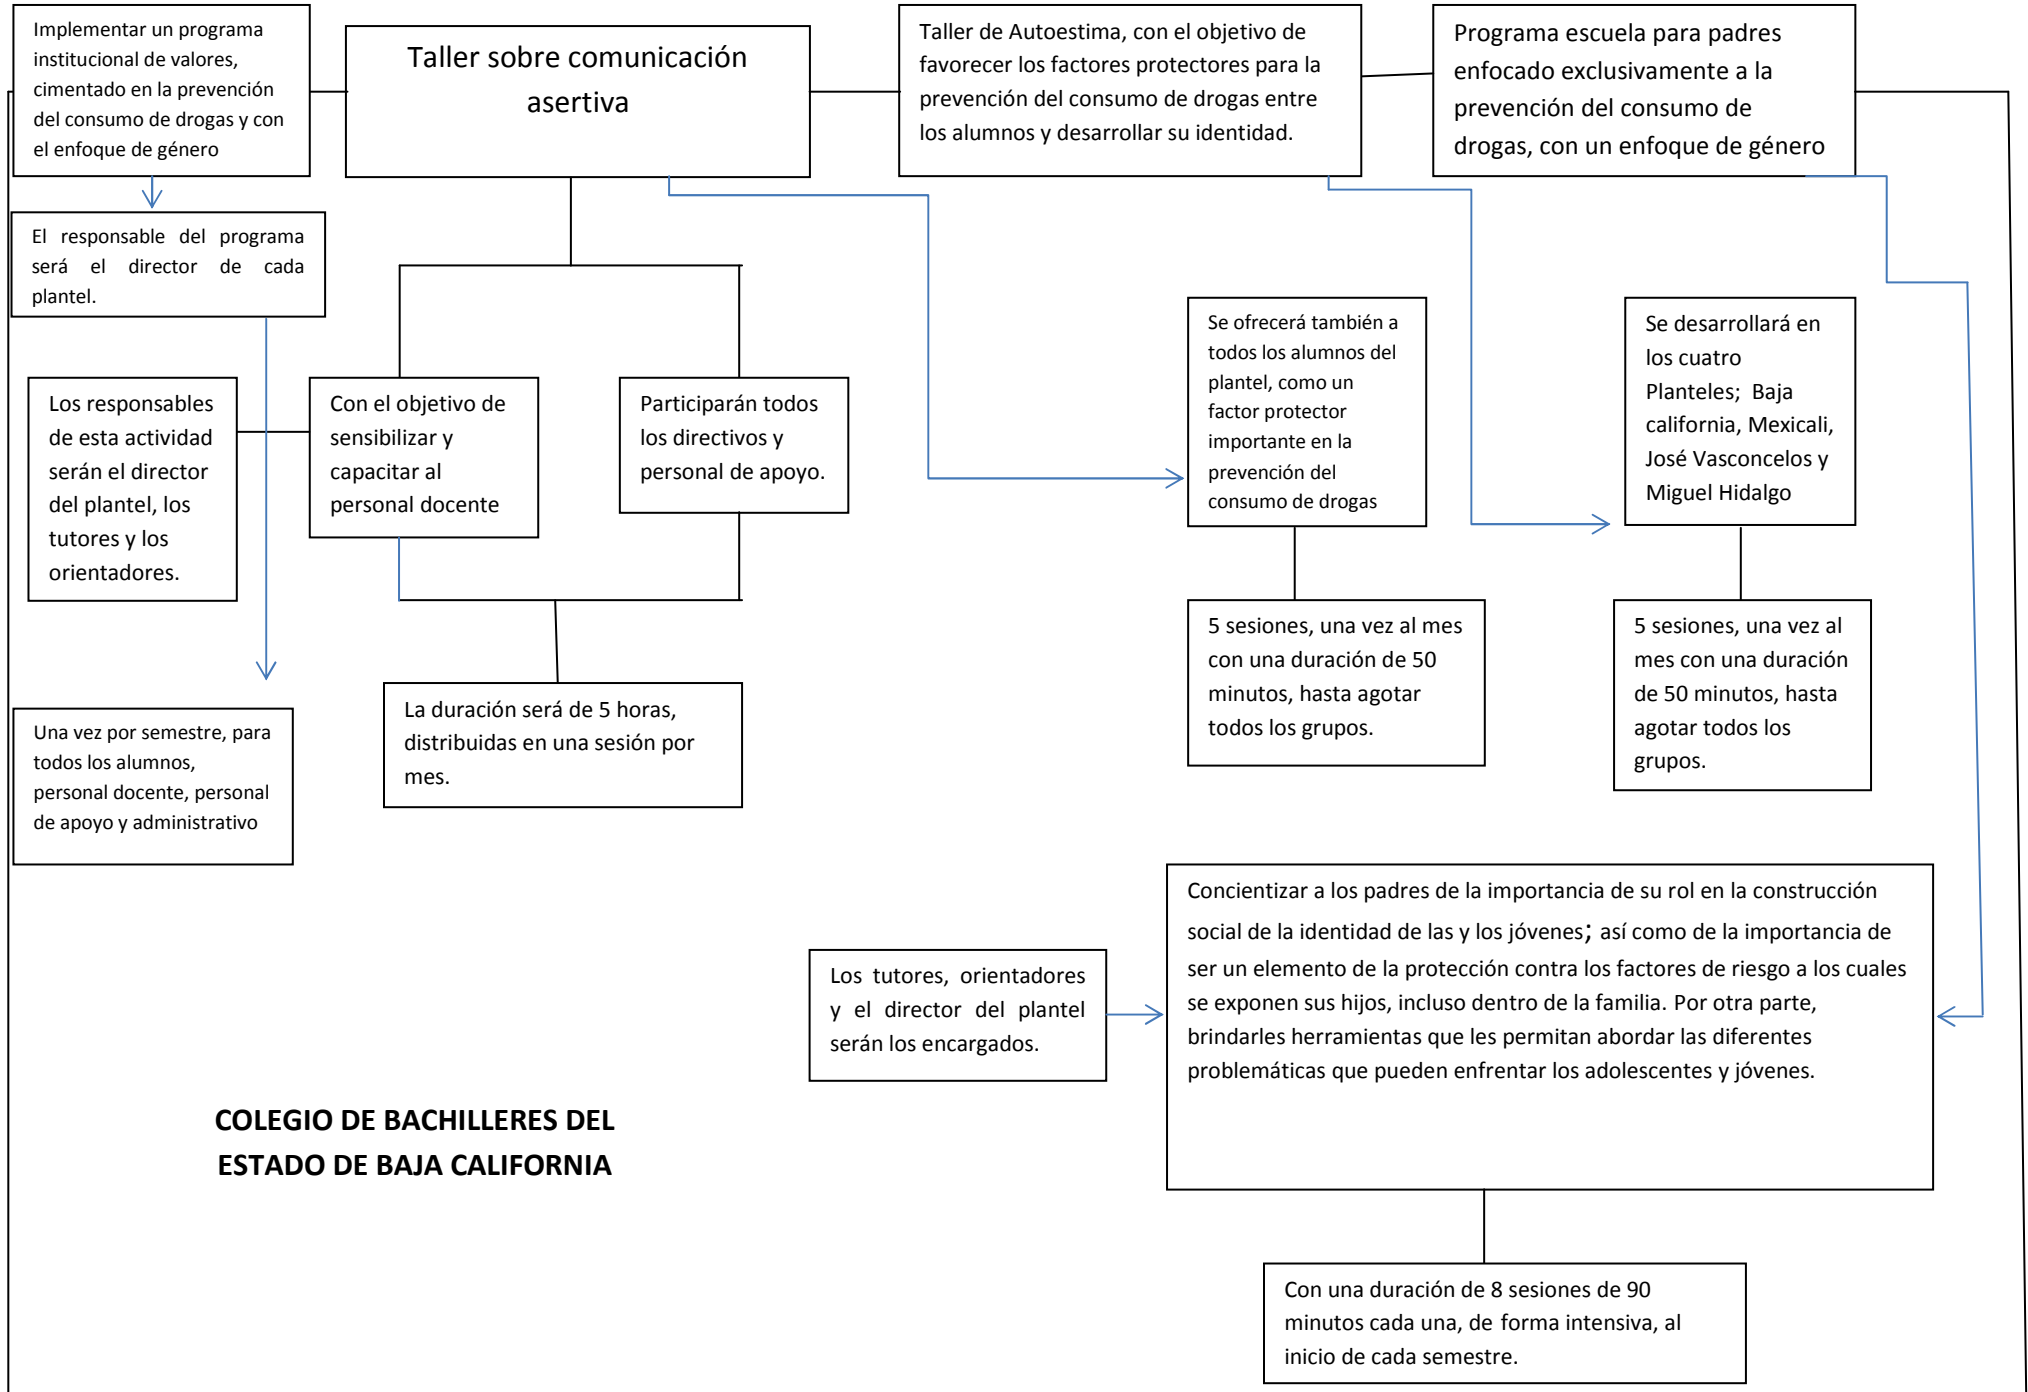 Implementar un programa
institucional de valores,
cimentado en la prevención
del consumo de drogas y con
el enfoque de género
Taller sobre comunicación
asertiva
Taller de Autoestima, con el objetivo de
favorecer los factores protectores para la
prevención del consumo de drogas entre
los alumnos y desarrollar su identidad.
Programa escuela para padres
enfocado exclusivamente a la
prevención del consumo de
drogas, con un enfoque de género
El responsable del programa
será el director de cada
plantel.
Los responsables
de esta actividad
serán el director
del plantel, los
tutores y los
orientadores.
Con el objetivo de
sensibilizar y
capacitar al
personal docente
Participarán todos
los directivos y
personal de apoyo.
Se ofrecerá también a
todos los alumnos del
plantel, como un
factor protector
importante en la
prevención del
consumo de drogas
Se desarrollará en
los cuatro
Planteles; Baja
california, Mexicali,
José Vasconcelos y
Miguel Hidalgo
Una vez por semestre, para
todos los alumnos,
personal docente, personal
de apoyo y administrativo
La duración será de 5 horas,
distribuidas en una sesión por
mes.
5 sesiones, una vez al mes
con una duración de 50
minutos, hasta agotar
todos los grupos.
5 sesiones, una vez al
mes con una duración
de 50 minutos, hasta
agotar todos los
grupos.
Los tutores, orientadores
y el director del plantel
serán los encargados.
Concientizar a los padres de la importancia de su rol en la construcción
social de la identidad de las y los jóvenes; así como de la importancia de
ser un elemento de la protección contra los factores de riesgo a los cuales
se exponen sus hijos, incluso dentro de la familia. Por otra parte,
brindarles herramientas que les permitan abordar las diferentes
problemáticas que pueden enfrentar los adolescentes y jóvenes.
COLEGIO DE BACHILLERES DEL
ESTADO DE BAJA CALIFORNIA
Con una duración de 8 sesiones de 90
minutos cada una, de forma intensiva, al
inicio de cada semestre.